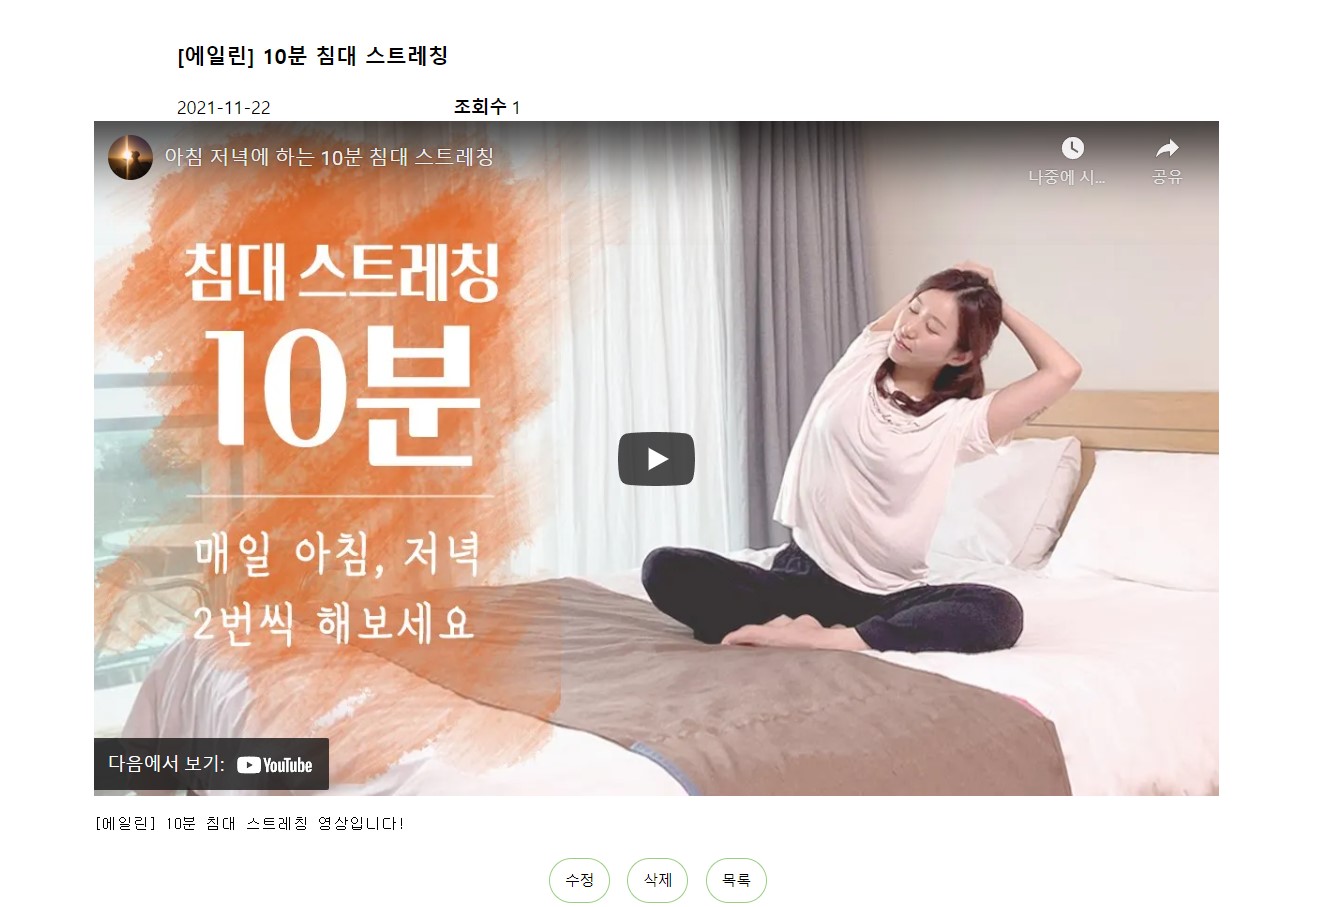 [에일린] 10분 침대 스트레칭
2021-11-22 조회수 1
아침 저녁에 하는 10분 침대 스트레칭
나중에 시... 공유
침대 스트레칭
10분
매일 아침, 저녁
2번씩 해보세요
다음에서 보기: YouTube
[에일린] 10분 침대 스트레칭 영상입니다!
수정 삭제 목록